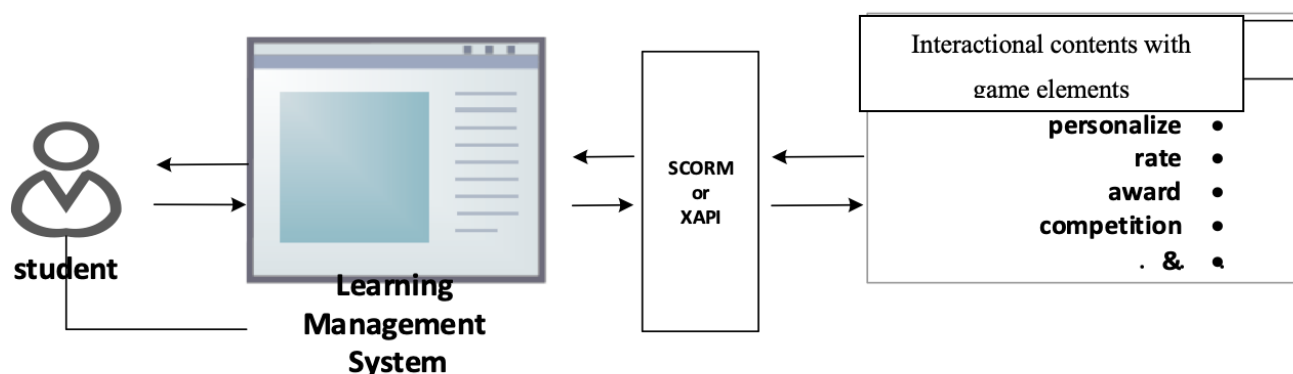 student
Learning
Management
System
SCORM
or
XAPI
Interactional contents with
game elements
personalize •
rate •
award •
competition •
. &. •.